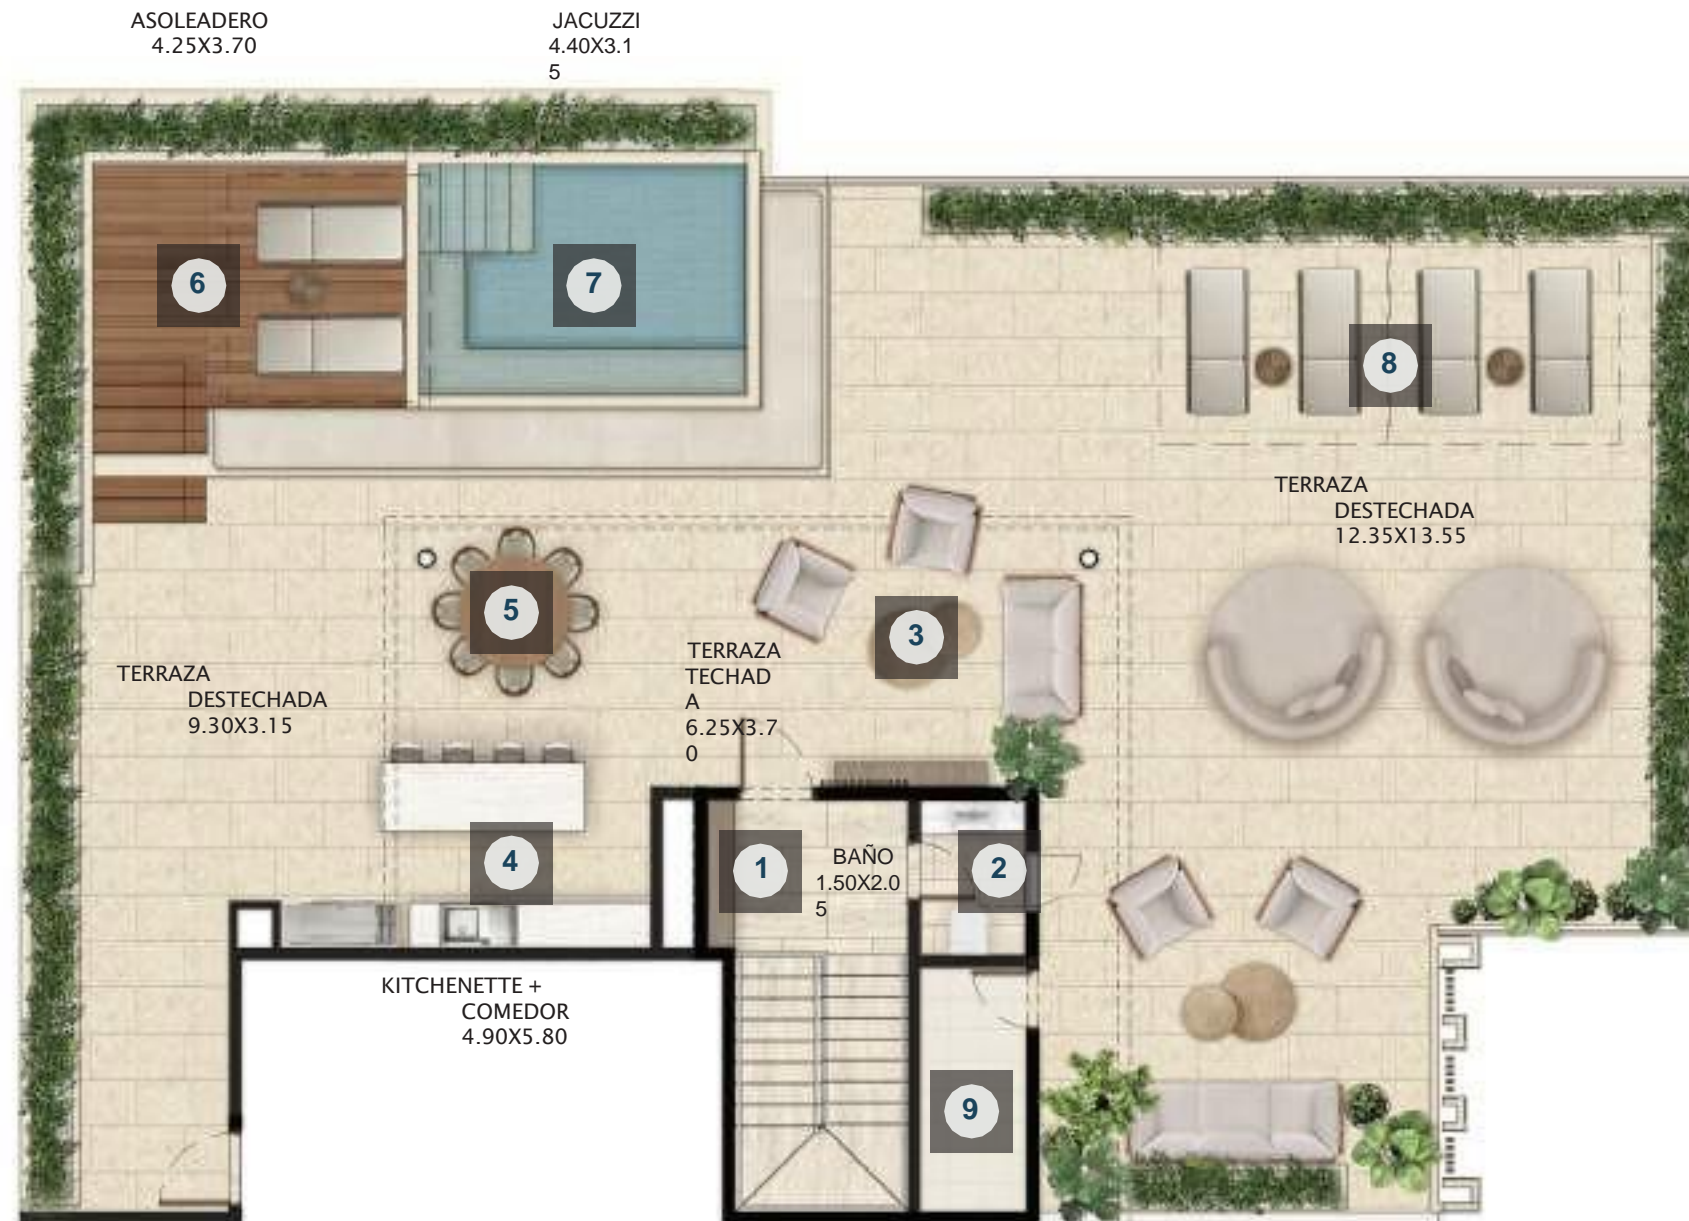 ASOLEADERO
4.25X3.70
JACUZZI
4.40X3.1
5
6
7
8
TERRAZA
DESTECHADA
12.35X13.55
5
3
TERRAZA
TECHAD
A
6.25X3.7
0
TERRAZA
DESTECHADA
9.30X3.15
4
1
BAÑO
1.50X2.0
5
2
KITCHENETTE +
COMEDOR
4.90X5.80
9